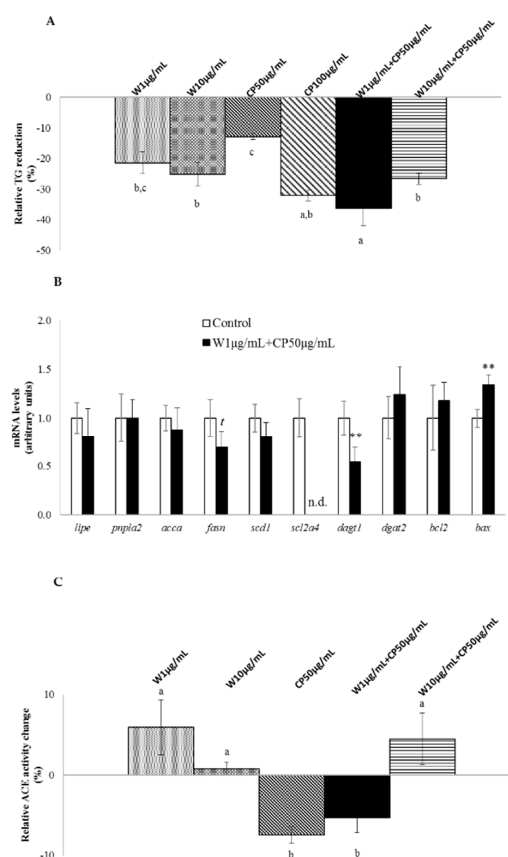 A
W1µg/mL
W10µg/mL
CP50µg/mL
CP100µg/mL
W1µg/mL+CP50µg/mL
W10µg/mL+CP50µg/mL
Relative TG reduction
(%)
0
-10
-20
-30
-40
-50
b,c
b
c
a,b
a
b
B
mRNA levels
(arbitrary units)
2.0
1.5
1.0
0.5
0.0
Control
W1µg/mL+CP50µg/mL
t
n.d.
**
**
lipe
pnpla2
acca
fasn
scd1
scl2a4
dagt1
dgat2
bcl2
bax
C
W1µg/mL
W10µg/mL
CP50µg/mL
W1µg/mL+CP50µg/mL
W10µg/mL+CP50µg/mL
Relative ACE activity change
(%)
10
0
-10
a
a
b
b
a